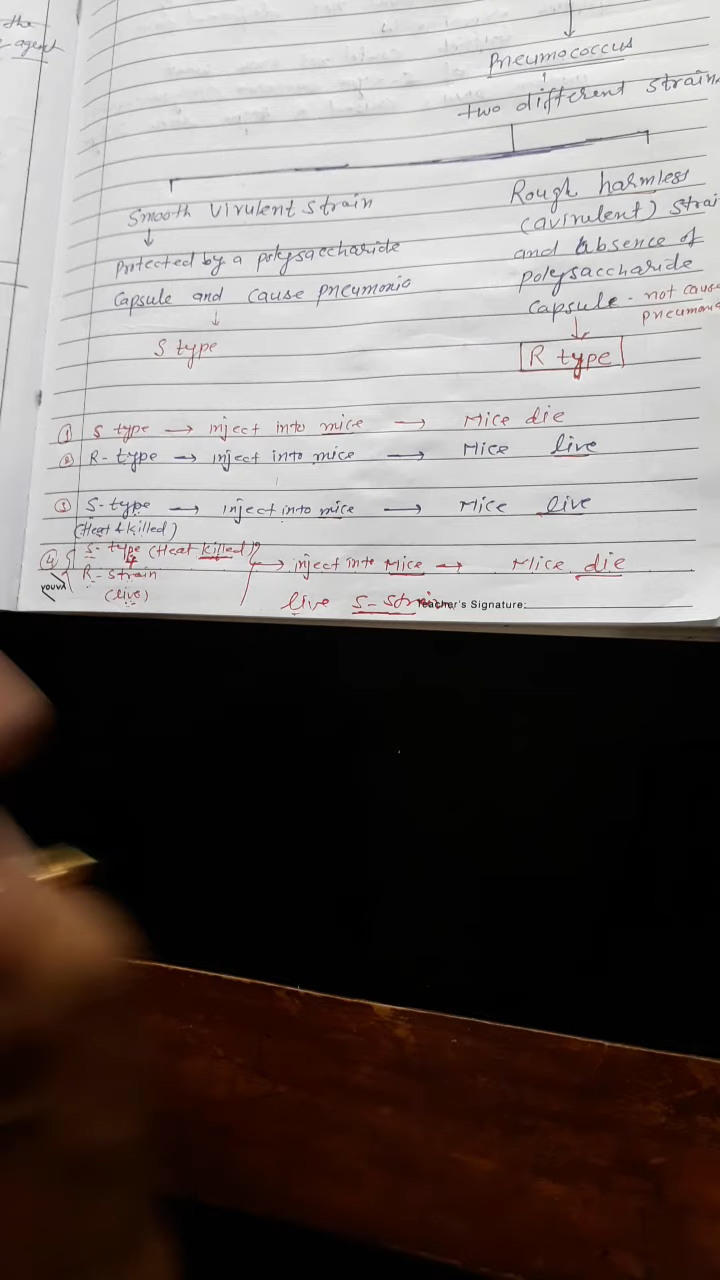 the
agent
Pneumococcus
two different strain
Smooth virulent strain
Protected by a polysaccharide
Capsule and cause pneumonia
S type
Rough harmless
(avirulent) strai
and absence of
polysaccharide
Capsule - not cause
pneumonia
R type
① S type → inject into mice → Mice die
② R-type → inject into mice → Mice live
③ S-type → inject into mice → Mice live
(Heat & killed)
④ S-type (Heat killed) → inject into Mice → Mice die
+
R-strain
(live)
live S-strain
youva
Teacher's Signature: